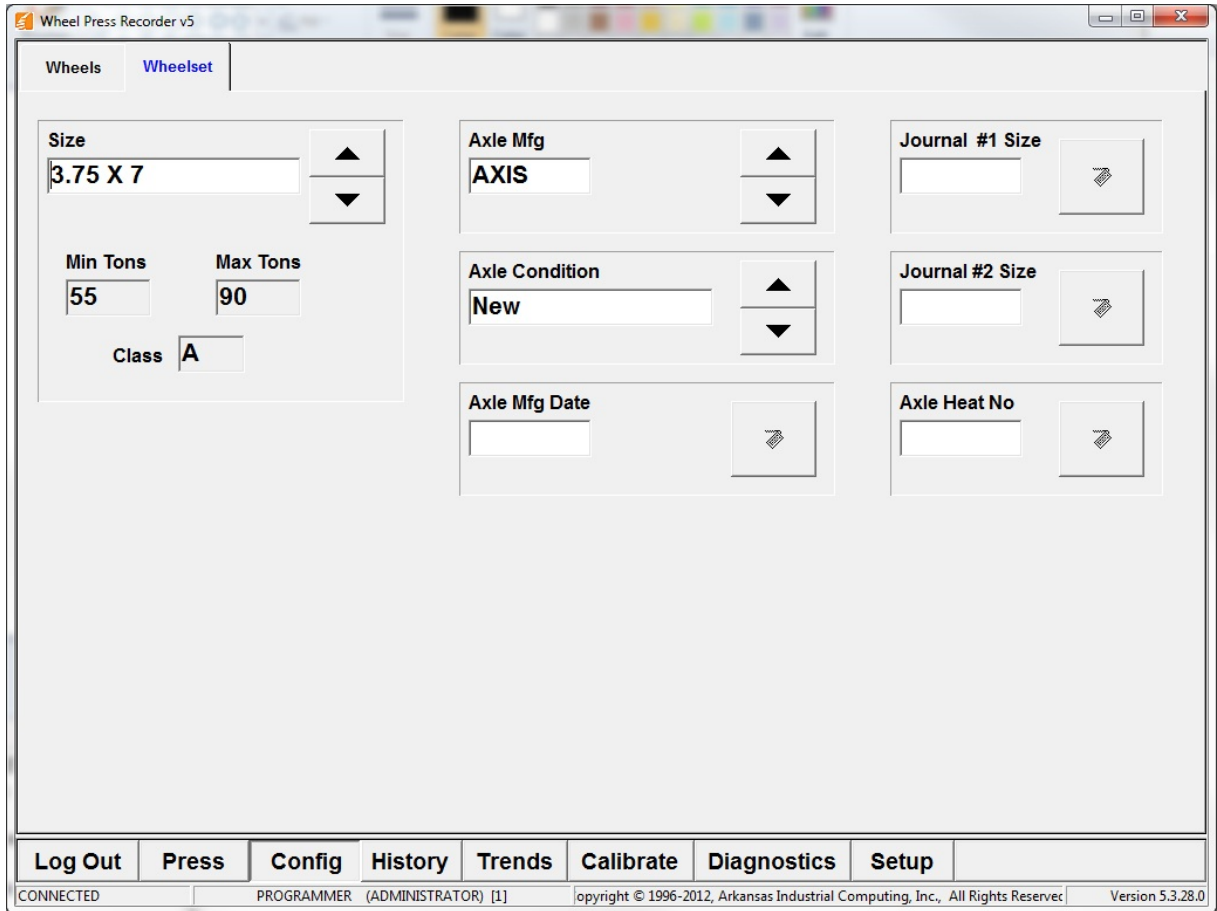 Wheel Press Recorder v5
Wheels Wheelset
Size
3.75 X 7
Min Tons Max Tons
55 90
Class A
Axle Mfg
AXIS
Axle Condition
New
Axle Mfg Date
Journal #1 Size
Journal #2 Size
Axle Heat No
Log Out Press Config History Trends Calibrate Diagnostics Setup
CONNECTED PROGRAMMER (ADMINISTRATOR) [1] opyright © 1996-2012, Arkansas Industrial Computing, Inc., All Rights Reserved Version 5.3.28.0